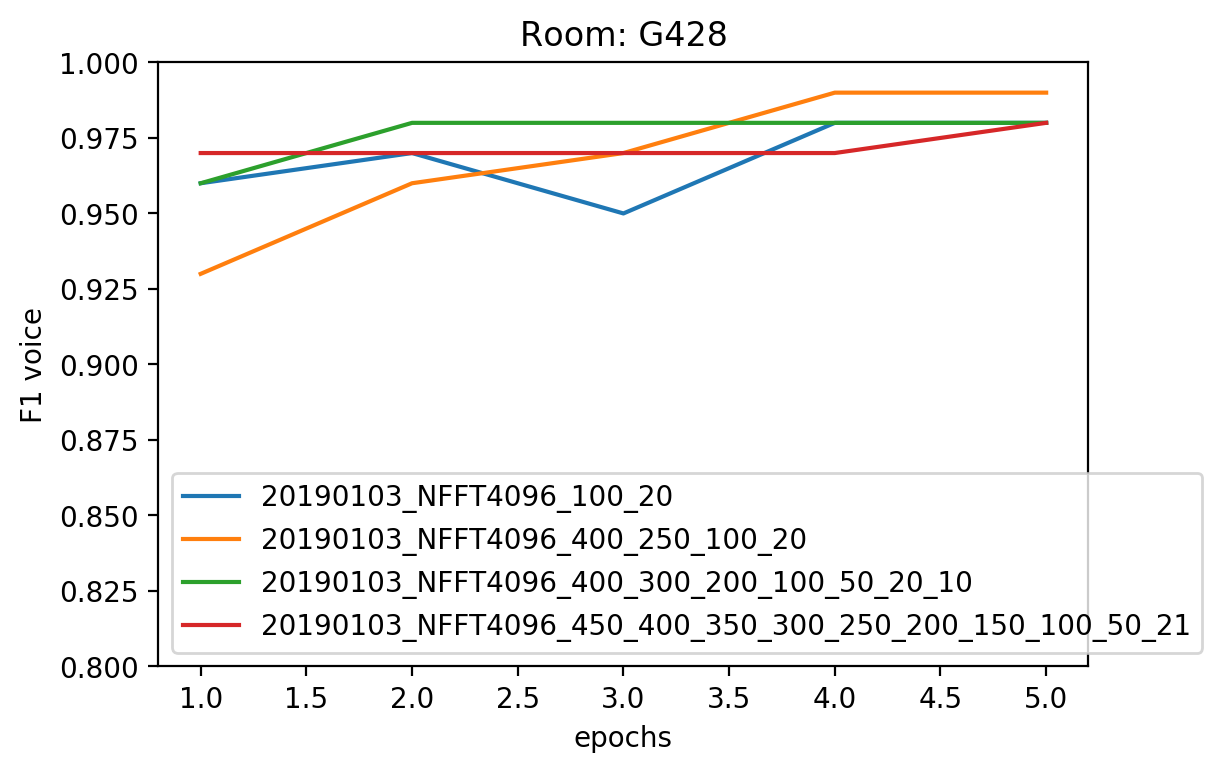 Room: G428
1.000
0.975
0.950
0.925
0.900
0.875
0.850
0.825
0.800
F1 voice
20190103_NFFT4096_100_20
20190103_NFFT4096_400_250_100_20
20190103_NFFT4096_400_300_200_100_50_20_10
20190103_NFFT4096_450_400_350_300_250_200_150_100_50_21
1.0 1.5 2.0 2.5 3.0 3.5 4.0 4.5 5.0
epochs